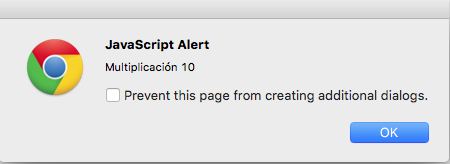 JavaScript Alert
Multiplicación 10
Prevent this page from creating additional dialogs.
OK